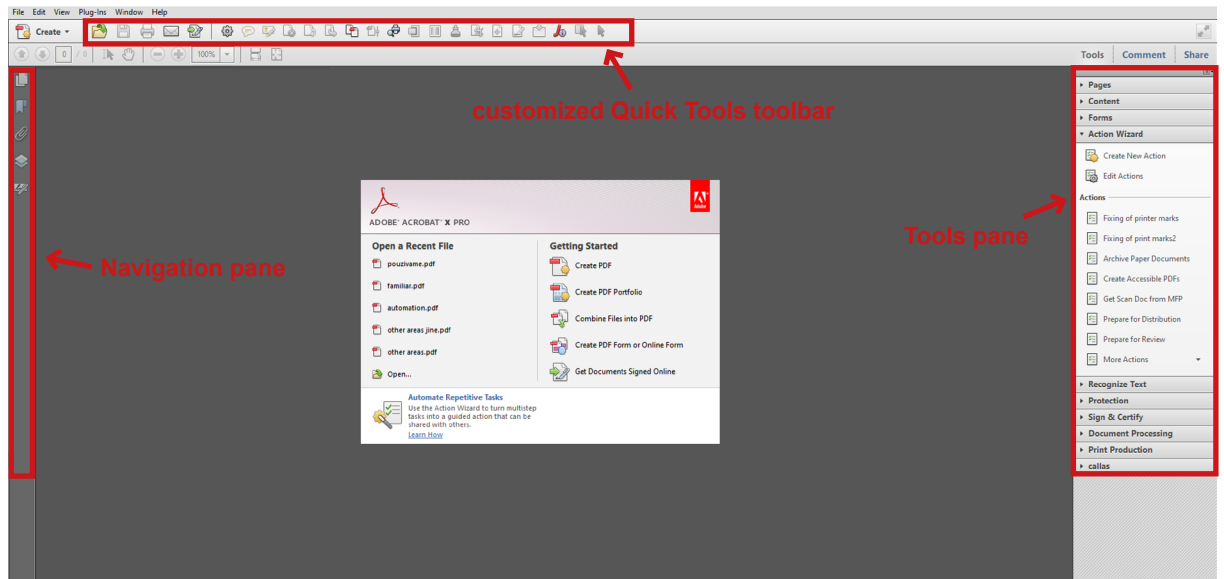 File Edit View Plug-Ins Window Help
Create
0 / 0 100%
Tools Comment Share
customized Quick Tools toolbar
Navigation pane
Tools pane
ADOBE® ACROBAT® X PRO
Adobe
Open a Recent File
pouzivame.pdf
familiar.pdf
automation.pdf
other areas jine.pdf
other areas.pdf
Open...
Getting Started
Create PDF
Create PDF Portfolio
Combine Files into PDF
Create PDF Form or Online Form
Get Documents Signed Online
Automate Repetitive Tasks
Use the Action Wizard to turn multistep
tasks into a guided action that can be
shared with others.
Learn How
Pages
Content
Forms
Action Wizard
Create New Action
Edit Actions
Actions
Fixing of printer marks
Fixing of print marks2
Archive Paper Documents
Create Accessible PDFs
Get Scan Doc from MFP
Prepare for Distribution
Prepare for Review
More Actions
Recognize Text
Protection
Sign & Certify
Document Processing
Print Production
callas